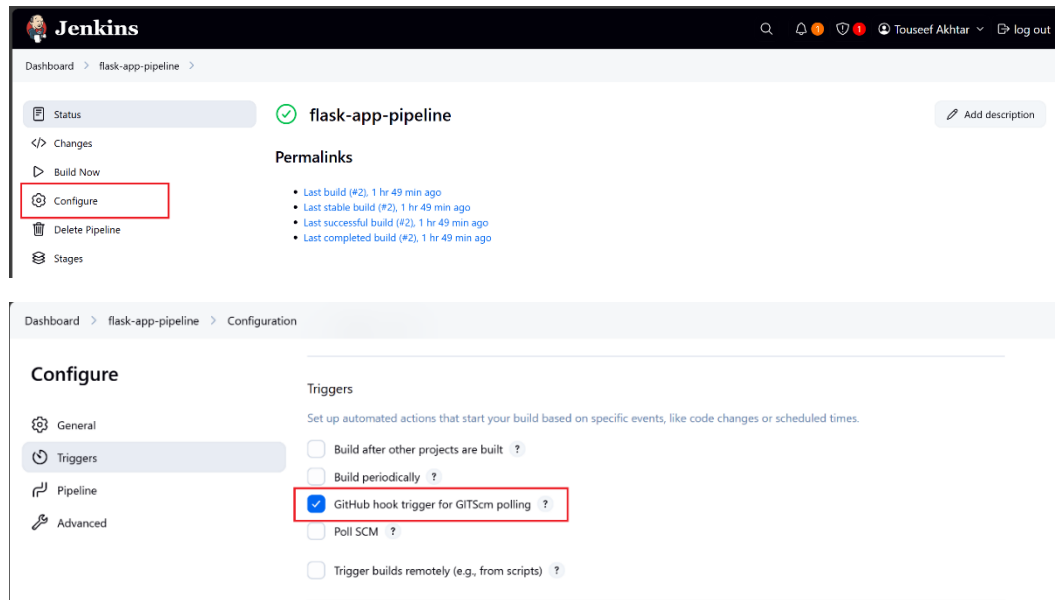 Jenkins
1 1 Touseef Akhtar log out
Dashboard > flask-app-pipeline >
Status
flask-app-pipeline
Add description
Changes
Permalinks
Build Now
Last build (#2), 1 hr 49 min ago
Configure
Last stable build (#2), 1 hr 49 min ago
Last successful build (#2), 1 hr 49 min ago
Delete Pipeline
Last completed build (#2), 1 hr 49 min ago
Stages
Dashboard > flask-app-pipeline > Configuration
Configure
General
Triggers
Pipeline
Advanced
Triggers
Set up automated actions that start your build based on specific events, like code changes or scheduled times.
Build after other projects are built ?
Build periodically ?
GitHub hook trigger for GITScm polling ?
Poll SCM ?
Trigger builds remotely (e.g., from scripts) ?